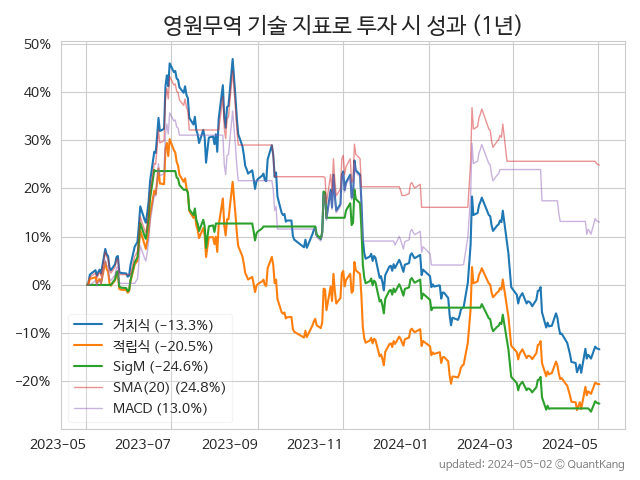 영원무역 기술 지표로 투자 시 성과 (1년)
50%
40%
30%
20%
10%
0%
−10%
−20%
거치식 (−13.3%)
적립식 (−20.5%)
SigM (−24.6%)
SMA(20) (24.8%)
MACD (13.0%)
2023-05 2023-07 2023-09 2023-11 2024-01 2024-03 2024-05
updated: 2024-05-02 © QuantKang